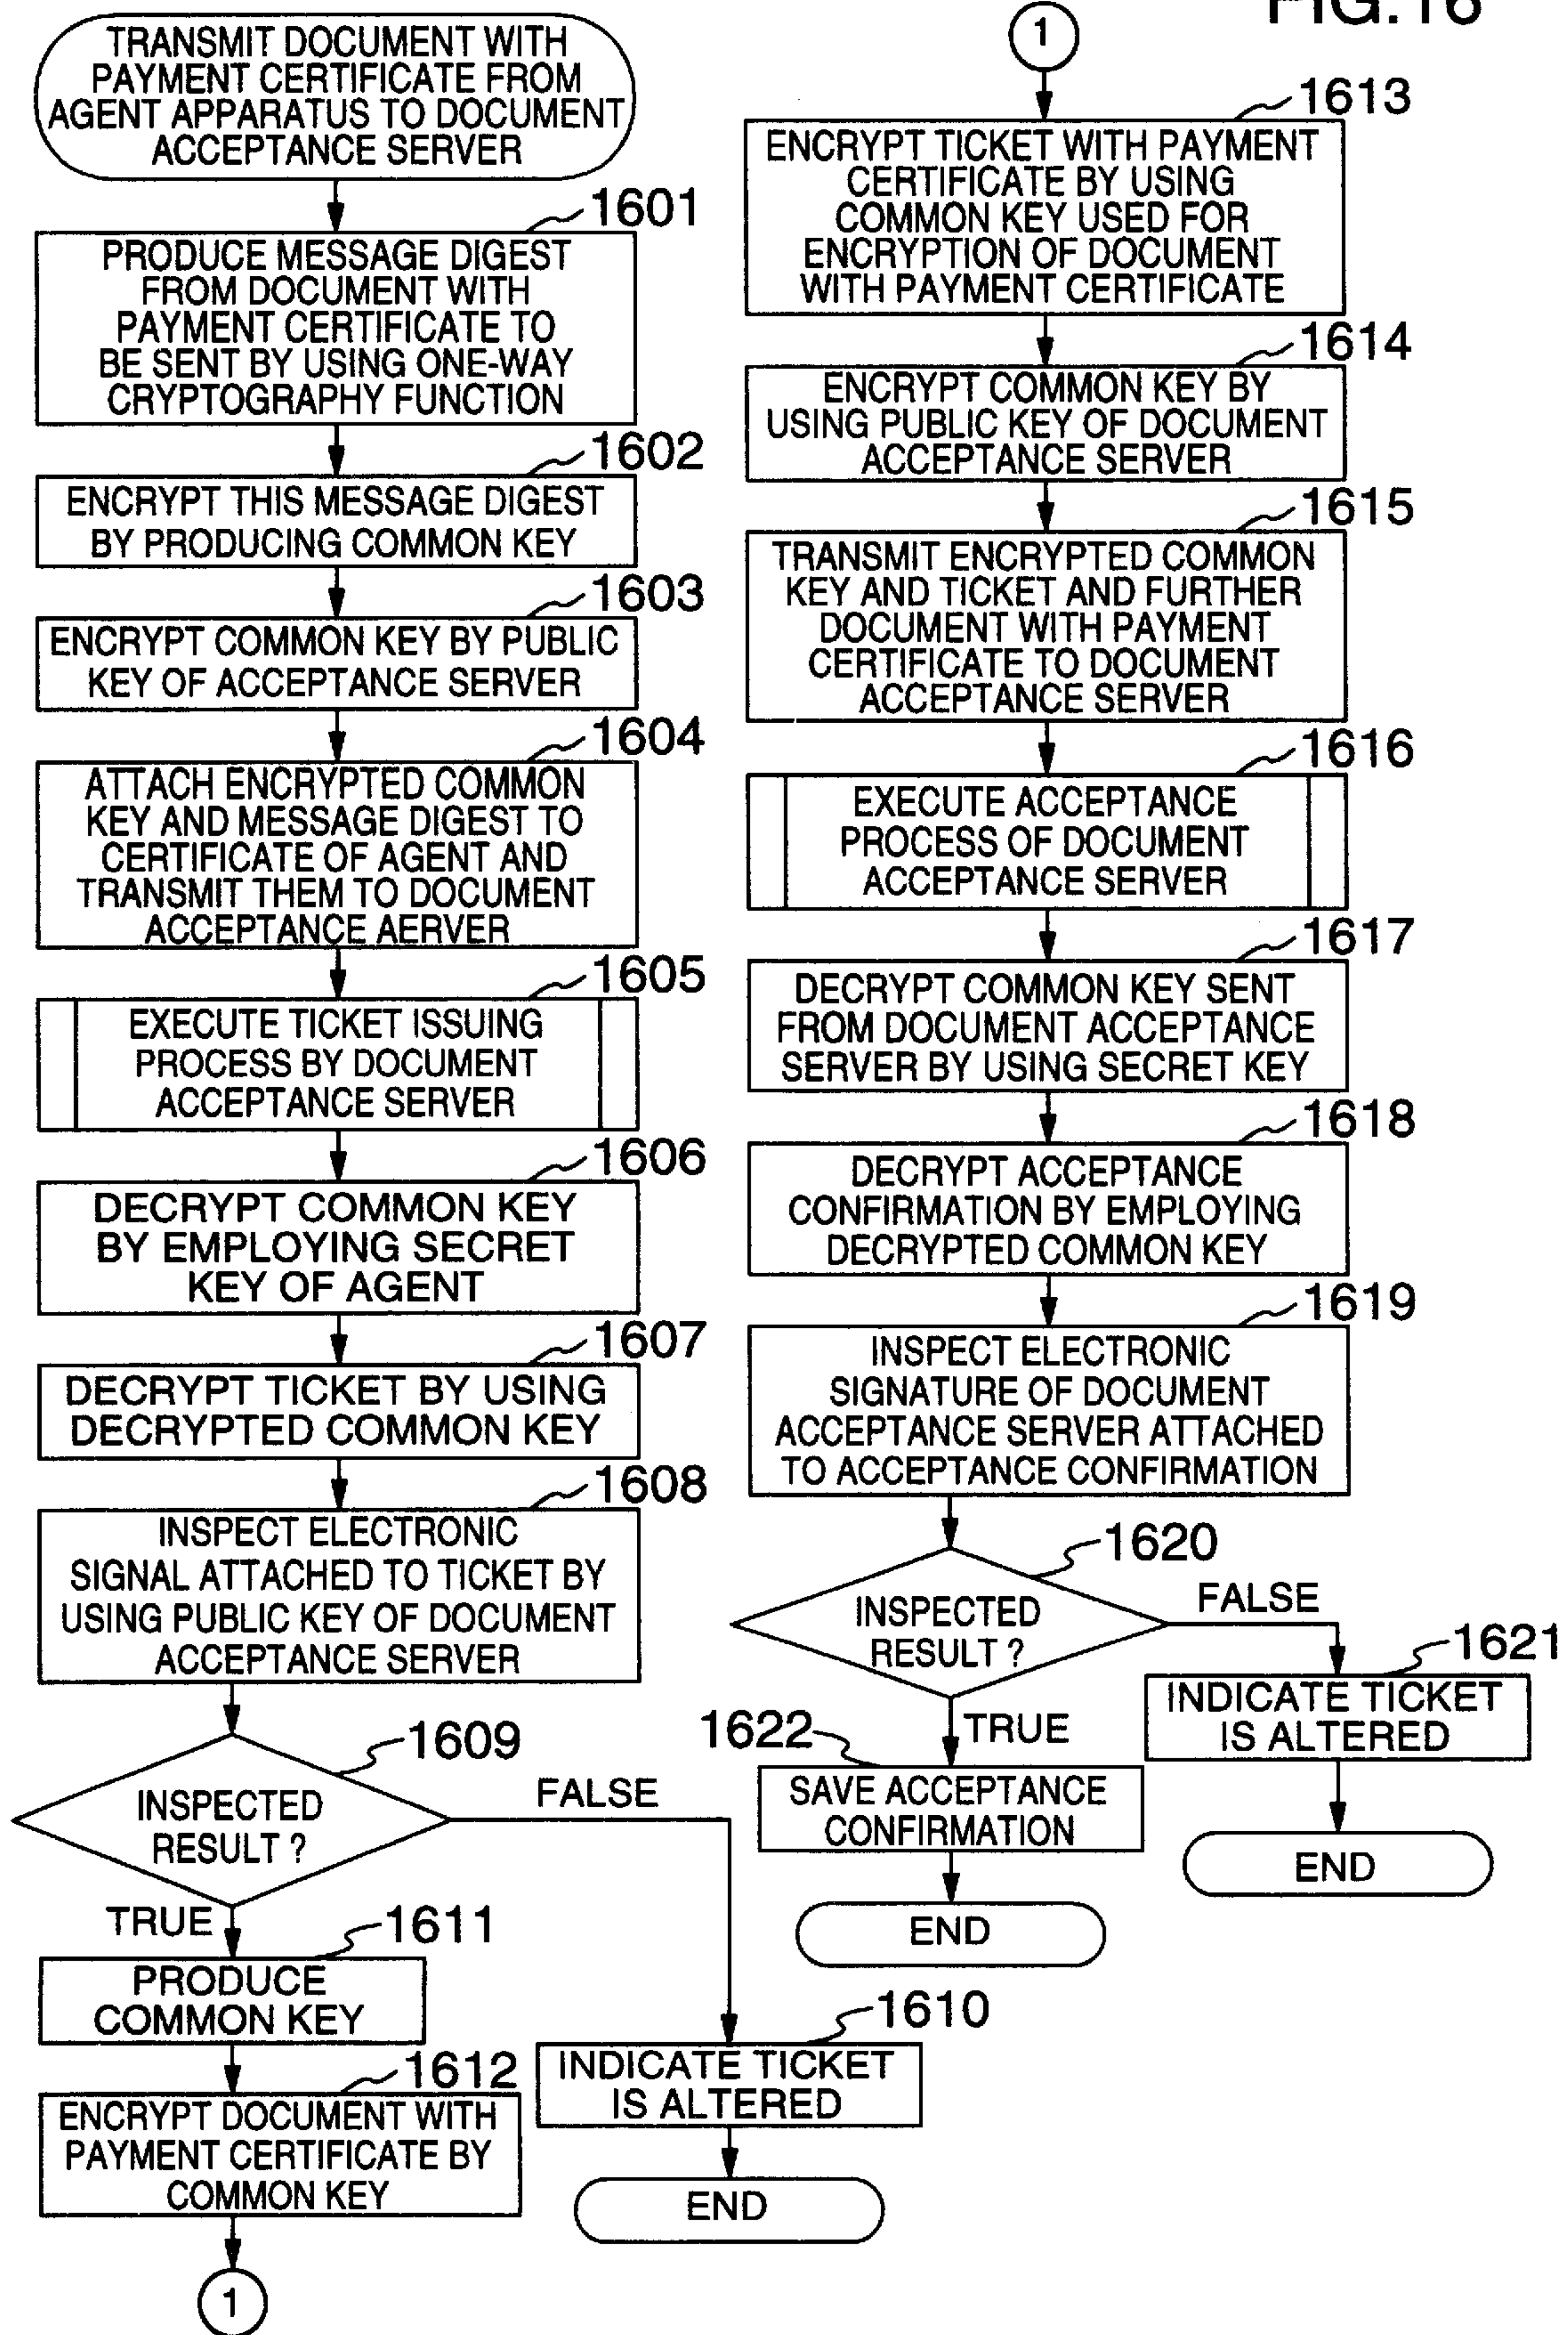 FIG.16
TRANSMIT DOCUMENT WITH
PAYMENT CERTIFICATE FROM
AGENT APPARATUS TO DOCUMENT
ACCEPTANCE SERVER
1601
PRODUCE MESSAGE DIGEST
FROM DOCUMENT WITH
PAYMENT CERTIFICATE TO
BE SENT BY USING ONE-WAY
CRYPTOGRAPHY FUNCTION
1602
ENCRYPT THIS MESSAGE DIGEST
BY PRODUCING COMMON KEY
1603
ENCRYPT COMMON KEY BY PUBLIC
KEY OF ACCEPTANCE SERVER
1604
ATTACH ENCRYPTED COMMON
KEY AND MESSAGE DIGEST TO
CERTIFICATE OF AGENT AND
TRANSMIT THEM TO DOCUMENT
ACCEPTANCE AERVER
1605
EXECUTE TICKET ISSUING
PROCESS BY DOCUMENT
ACCEPTANCE SERVER
1606
DECRYPT COMMON KEY
BY EMPLOYING SECRET
KEY OF AGENT
1607
DECRYPT TICKET BY USING
DECRYPTED COMMON KEY
1608
INSPECT ELECTRONIC
SIGNAL ATTACHED TO TICKET BY
USING PUBLIC KEY OF DOCUMENT
ACCEPTANCE SERVER
1609
INSPECTED
RESULT ?
FALSE
TRUE
1611
PRODUCE
COMMON KEY
1610
INDICATE TICKET
IS ALTERED
END
1612
ENCRYPT DOCUMENT WITH
PAYMENT CERTIFICATE BY
COMMON KEY
1
1
1613
ENCRYPT TICKET WITH PAYMENT
CERTIFICATE BY USING
COMMON KEY USED FOR
ENCRYPTION OF DOCUMENT
WITH PAYMENT CERTIFICATE
1614
ENCRYPT COMMON KEY BY
USING PUBLIC KEY OF DOCUMENT
ACCEPTANCE SERVER
1615
TRANSMIT ENCRYPTED COMMON
KEY AND TICKET AND FURTHER
DOCUMENT WITH PAYMENT
CERTIFICATE TO DOCUMENT
ACCEPTANCE SERVER
1616
EXECUTE ACCEPTANCE
PROCESS OF DOCUMENT
ACCEPTANCE SERVER
1617
DECRYPT COMMON KEY SENT
FROM DOCUMENT ACCEPTANCE
SERVER BY USING SECRET KEY
1618
DECRYPT ACCEPTANCE
CONFIRMATION BY EMPLOYING
DECRYPTED COMMON KEY
1619
INSPECT ELECTRONIC
SIGNATURE OF DOCUMENT
ACCEPTANCE SERVER ATTACHED
TO ACCEPTANCE CONFIRMATION
1620
INSPECTED
RESULT ?
FALSE
1621
INDICATE TICKET
IS ALTERED
END
TRUE
1622
SAVE ACCEPTANCE
CONFIRMATION
END